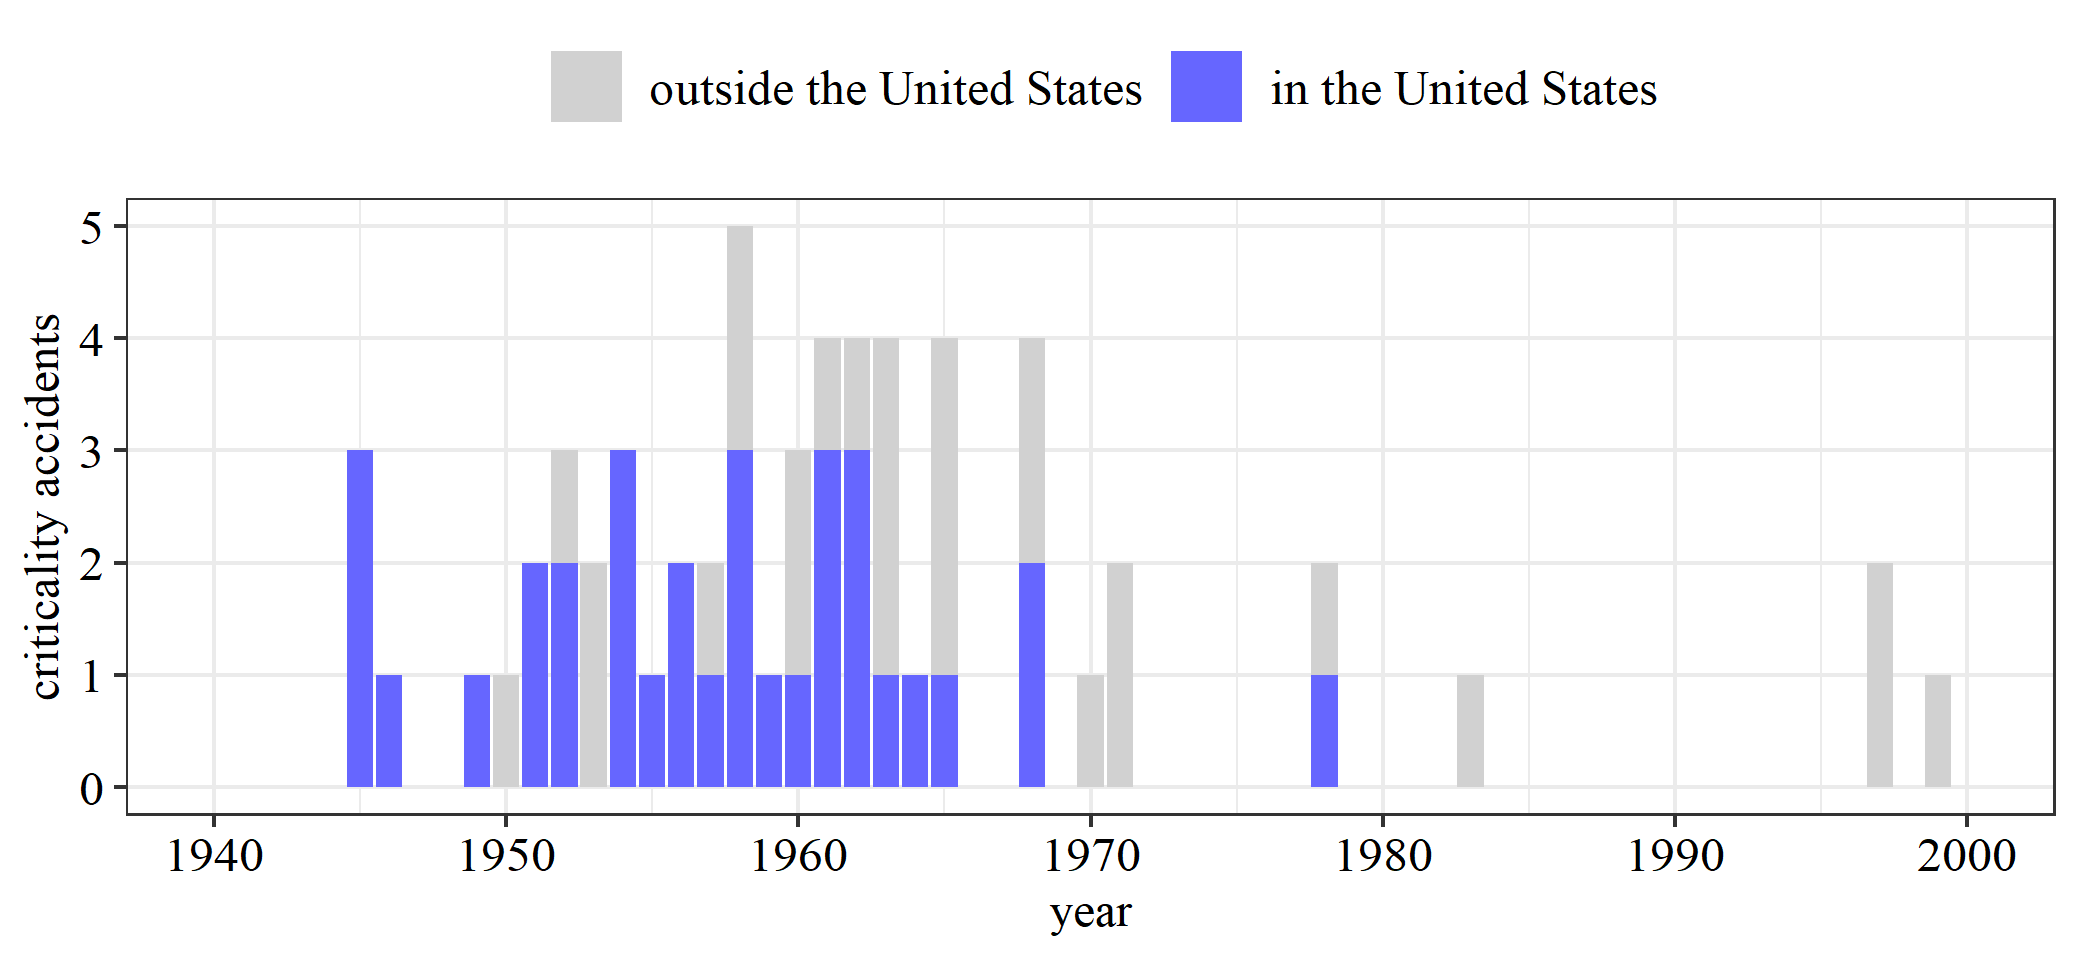 outside the United States in the United States
criticality accidents
5
4
3
2
1
0
1940 1950 1960 1970 1980 1990 2000
year